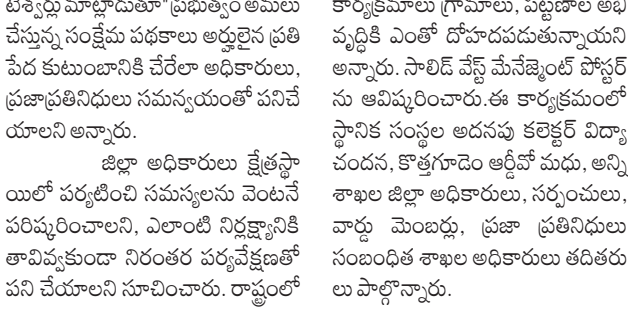 టేశ్వర్లు మాట్లాడుతూ"ప్రభుత్వం అమలు
చేస్తున్న సంక్షేమ పథకాలు అర్హులైన ప్రతి
పేద కుటుంబానికి చేరేలా అధికారులు,
ప్రజాప్రతినిధులు సమన్వయంతో పనిచే
యాలని అన్నారు.
జిల్లా అధికారులు క్షేత్రస్థా
యిలో పర్యటించి సమస్యలను వెంటనే
పరిష్కరించాలని, ఎలాంటి నిర్లక్ష్యానికి
తావివ్వకుండా నిరంతర పర్యవేక్షణతో
పని చేయాలని సూచించారు. రాష్ట్రంలో
కార్యక్రమాలు గ్రామాలు, పట్టణాల అభి
వృద్ధికి ఎంతో దోహదపడుతున్నాయని
అన్నారు. సాలిడ్ వేస్ట్ మేనేజ్మెంట్ పోస్టర్
ను ఆవిష్కరించారు.ఈ కార్యక్రమంలో
స్థానిక సంస్థల అదనపు కలెక్టర్ విద్యా
చందన, కొత్తగూడెం ఆర్డీవో మధు, అన్ని
శాఖల జిల్లా అధికారులు, సర్పంచులు,
వార్డు మెంబర్లు, ప్రజా ప్రతినిధులు
సంబంధిత శాఖల అధికారులు తదితరు
లు పాల్గొన్నారు.